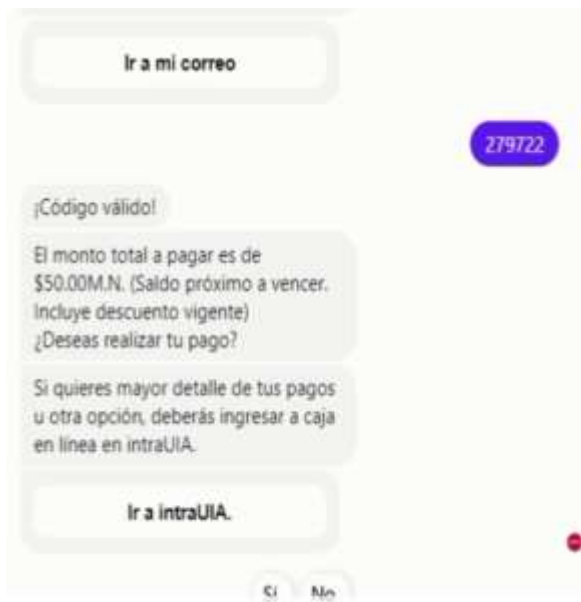 Ir a mi correo
279722
¡Código válido!
El monto total a pagar es de
$50.00M.N. (Saldo próximo a vencer.
Incluye descuento vigente)
¿Deseas realizar tu pago?
Si quieres mayor detalle de tus pagos
u otra opción, deberás ingresar a caja
en línea en intraUIA.
Ir a intraUIA.
Sí No